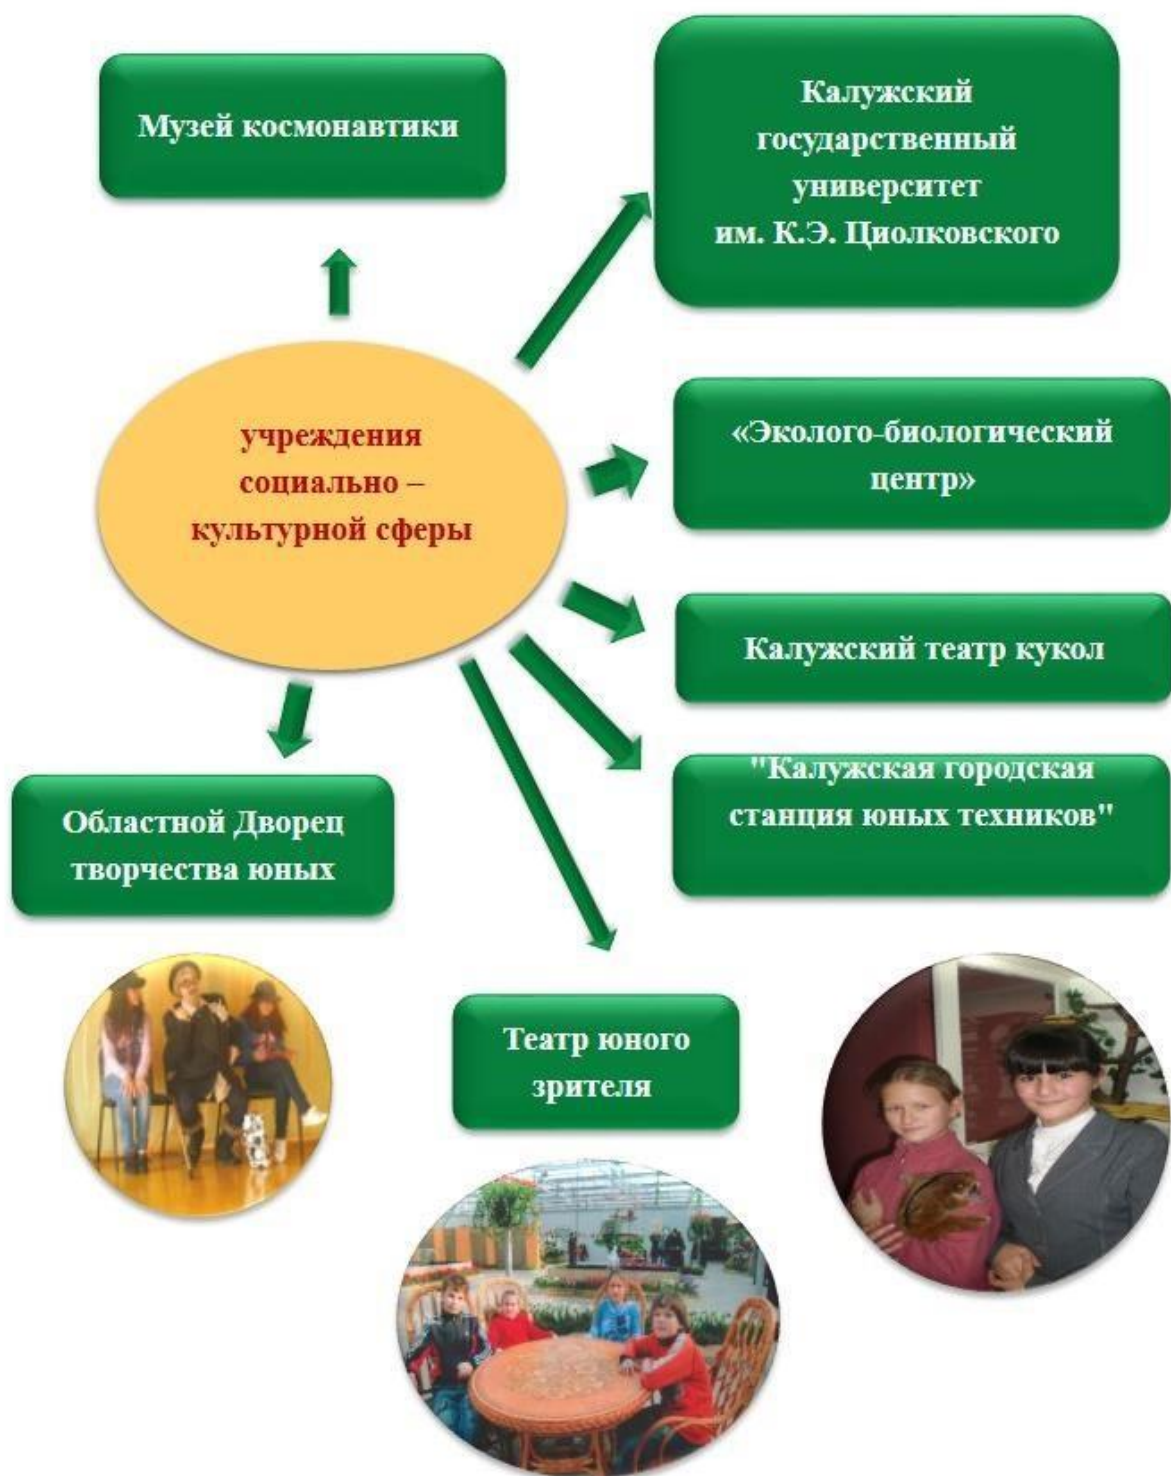 Музей космонавтики
Калужский
государственный
университет
им. К.Э. Циолковского
учреждения
социально –
культурной сферы
«Эколого-биологический
центр»
Калужский театр кукол
"Калужская городская
станция юных техников"
Областной Дворец
творчества юных
Театр юного
зрителя